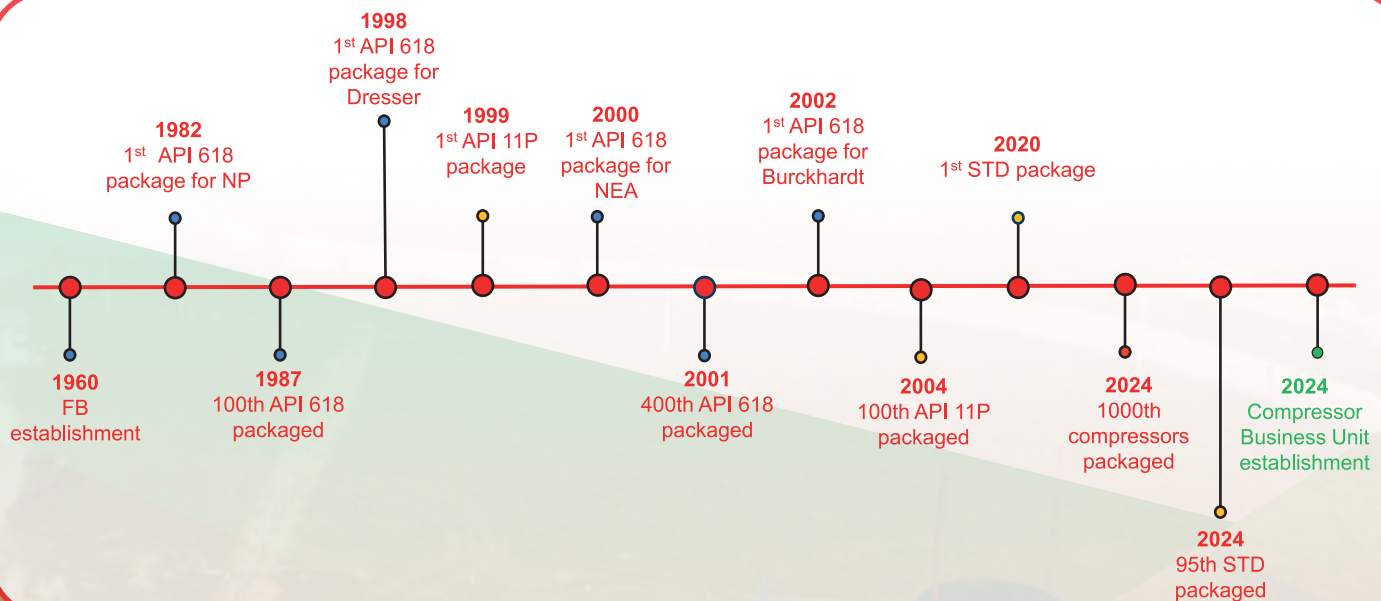 1960
FB
establishment
1982
1st API 618
package for NP
1987
100th API 618
packaged
1998
1st API 618
package for
Dresser
1999
1st API 11P
package
2000
1st API 618
package for
NEA
2001
400th API 618
packaged
2002
1st API 618
package for
Burckhardt
2004
100th API 11P
packaged
2020
1st STD package
2024
1000th
compressors
packaged
2024
95th STD
packaged
2024
Compressor
Business Unit
establishment